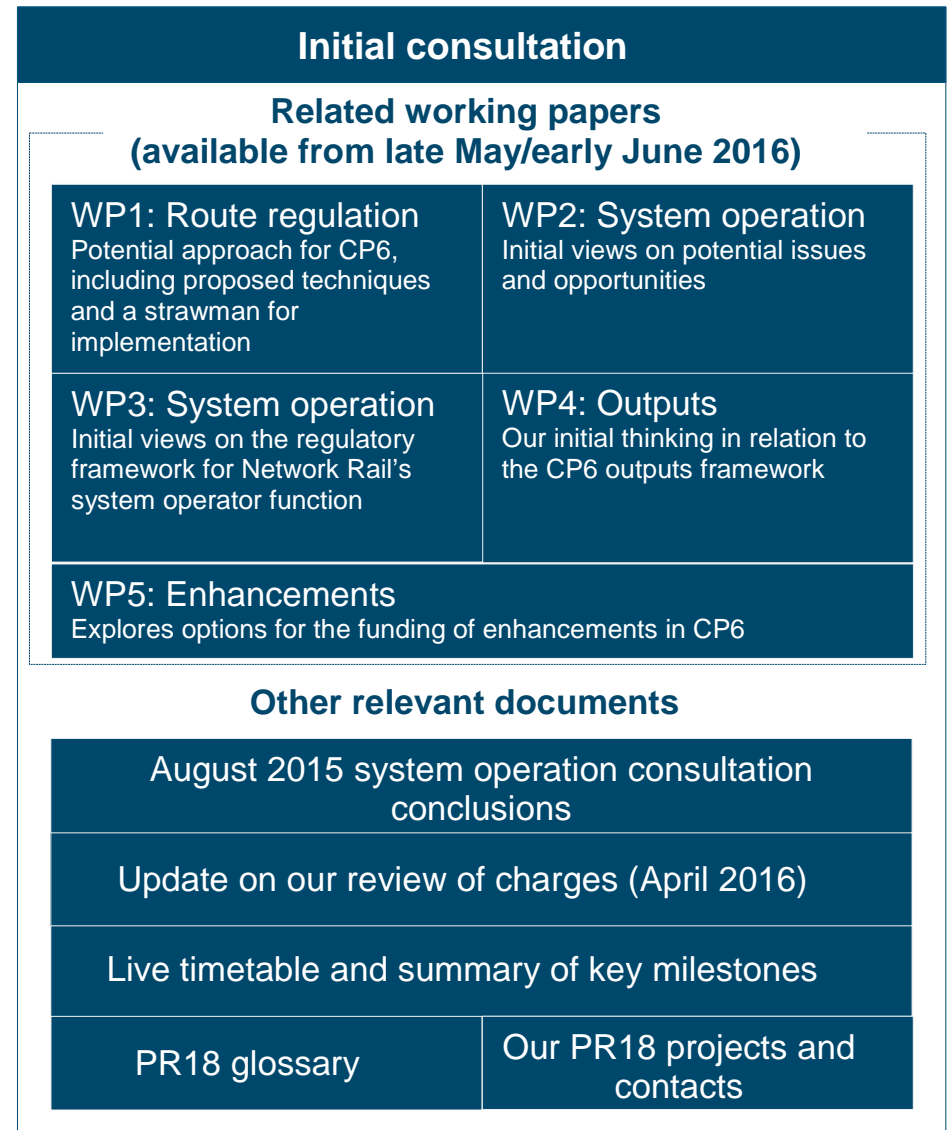 Initial consultation
Related working papers
(available from late May/early June 2016)
WP1: Route regulation
Potential approach for CP6,
including proposed techniques
and a strawman for
implementation
WP2: System operation
Initial views on potential issues
and opportunities
WP3: System operation
Initial views on the regulatory
framework for Network Rail's
system operator function
WP4: Outputs
Our initial thinking in relation to
the CP6 outputs framework
WP5: Enhancements
Explores options for the funding of enhancements in CP6
Other relevant documents
August 2015 system operation consultation
conclusions
Update on our review of charges (April 2016)
Live timetable and summary of key milestones
PR18 glossary
Our PR18 projects and
contacts